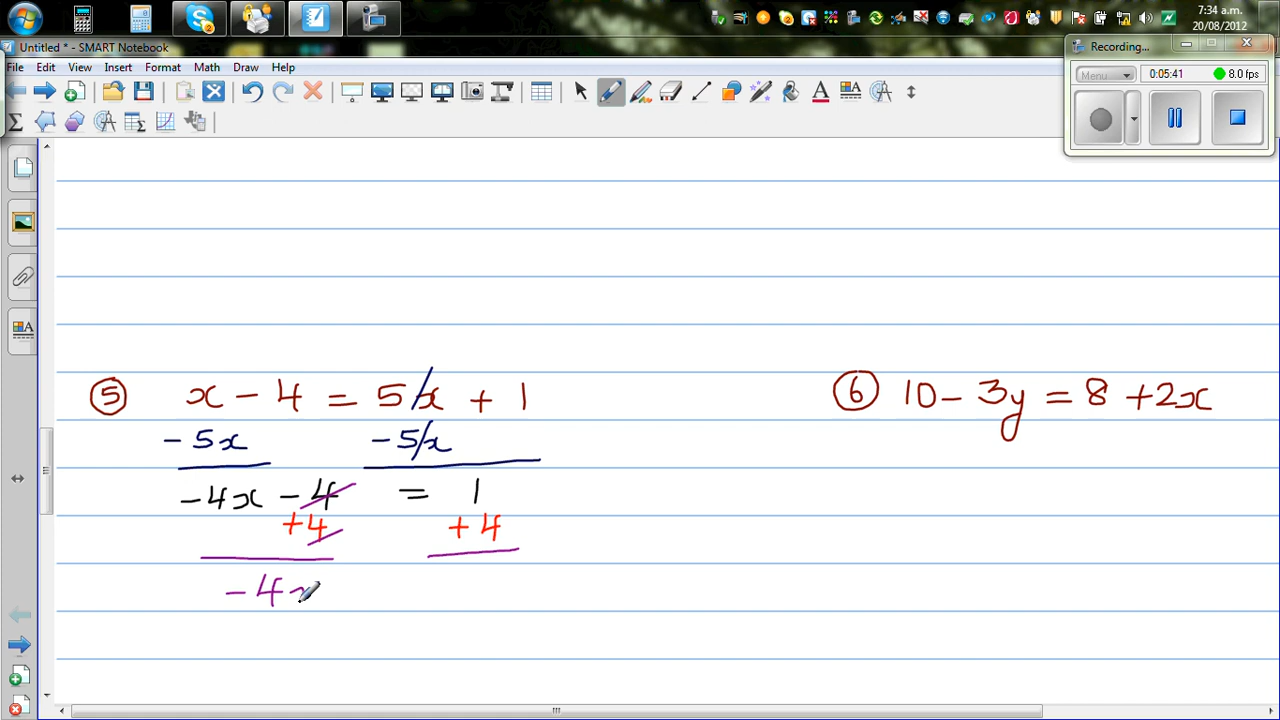 7:34 a.m.
20/08/2012
Untitled * - SMART Notebook
Recording...
File Edit View Insert Format Math Draw Help
Menu 0:05:41 8.0 fps
⑤ x - 4 = 5x + 1
-5x -5x
-4x -4 = 1
+4 +4
-4x
⑥ 10 - 3y = 8 + 2x